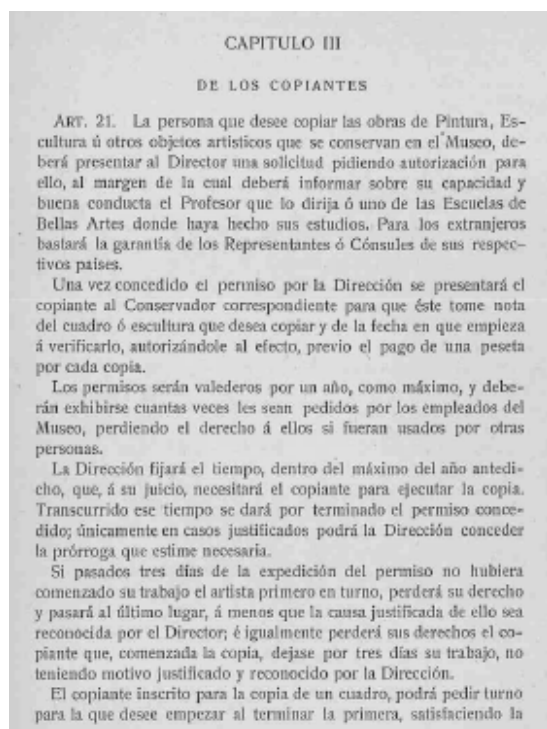 CAPITULO III
DE LOS COPIANTES
ART. 21. La persona que desee copiar las obras de Pintura, Es-
cultura ú otros objetos artísticos que se conservan en el Museo, de-
berá presentar al Director una solicitud pidiendo autorización para
ello, al margen de la cual deberá informar sobre su capacidad y
buena conducta el Profesor que lo dirija ó uno de las Escuelas de
Bellas Artes donde haya hecho sus estudios. Para los extranjeros
bastará la garantía de los Representantes ó Cónsules de sus respec-
tivos paises.
Una vez concedido el permiso por la Dirección se presentará el
copiante al Conservador correspondiente para que éste tome nota
del cuadro ó escultura que desea copiar y de la fecha en que empieza
á verificarlo, autorizándole al efecto, previo el pago de una peseta
por cada copia.
Los permisos serán valederos por un año, como máximo, y debe-
rán exhibirse cuantas veces les sean pedidos por los empleados del
Museo, perdiendo el derecho á ellos si fueran usados por otras
personas.
La Dirección fijará el tiempo, dentro del máximo del año antedi-
cho, que, á su juicio, necesitará el copiante para ejecutar la copia.
Transcurrido ese tiempo se dará por terminado el permiso conce-
dido; únicamente en casos justificados podrá la Dirección conceder
la prórroga que estime necesaria.
Si pasados tres días de la expedición del permiso no hubiera
comenzado su trabajo el artista primero en turno, perderá su derecho
y pasará al último lugar, á menos que la causa justificada de ello sea
reconocida por el Director; é igualmente perderá sus derechos el co-
piante que, comenzada la copia, dejase por tres días su trabajo, no
teniendo motivo justificado y reconocido por la Dirección.
El copiante inscrito para la copia de un cuadro, podrá pedir turno
para la que desee empezar al terminar la primera, satisfaciendo la